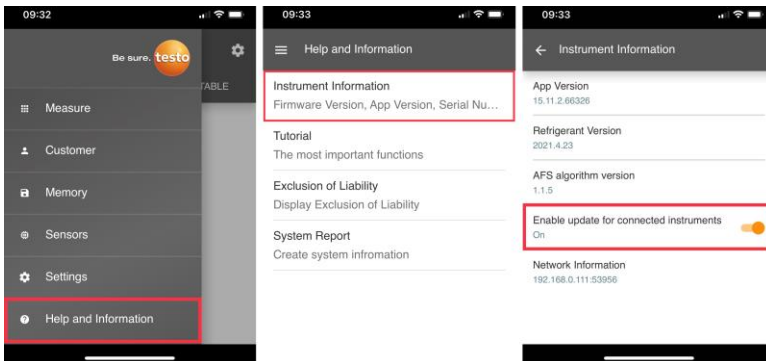 09:32
Be sure. testo
TABLE
Measure
Customer
Memory
Sensors
Settings
Help and Information
09:33
Help and Information
Instrument Information
Firmware Version, App Version, Serial Nu...
Tutorial
The most important functions
Exclusion of Liability
Display Exclusion of Liability
System Report
Create system infromation
09:33
Instrument Information
App Version
15.11.2.66326
Refrigerant Version
2021.4.23
AFS algorithm version
1.1.5
Enable update for connected instruments
On
Network Information
192.168.0.111:53956